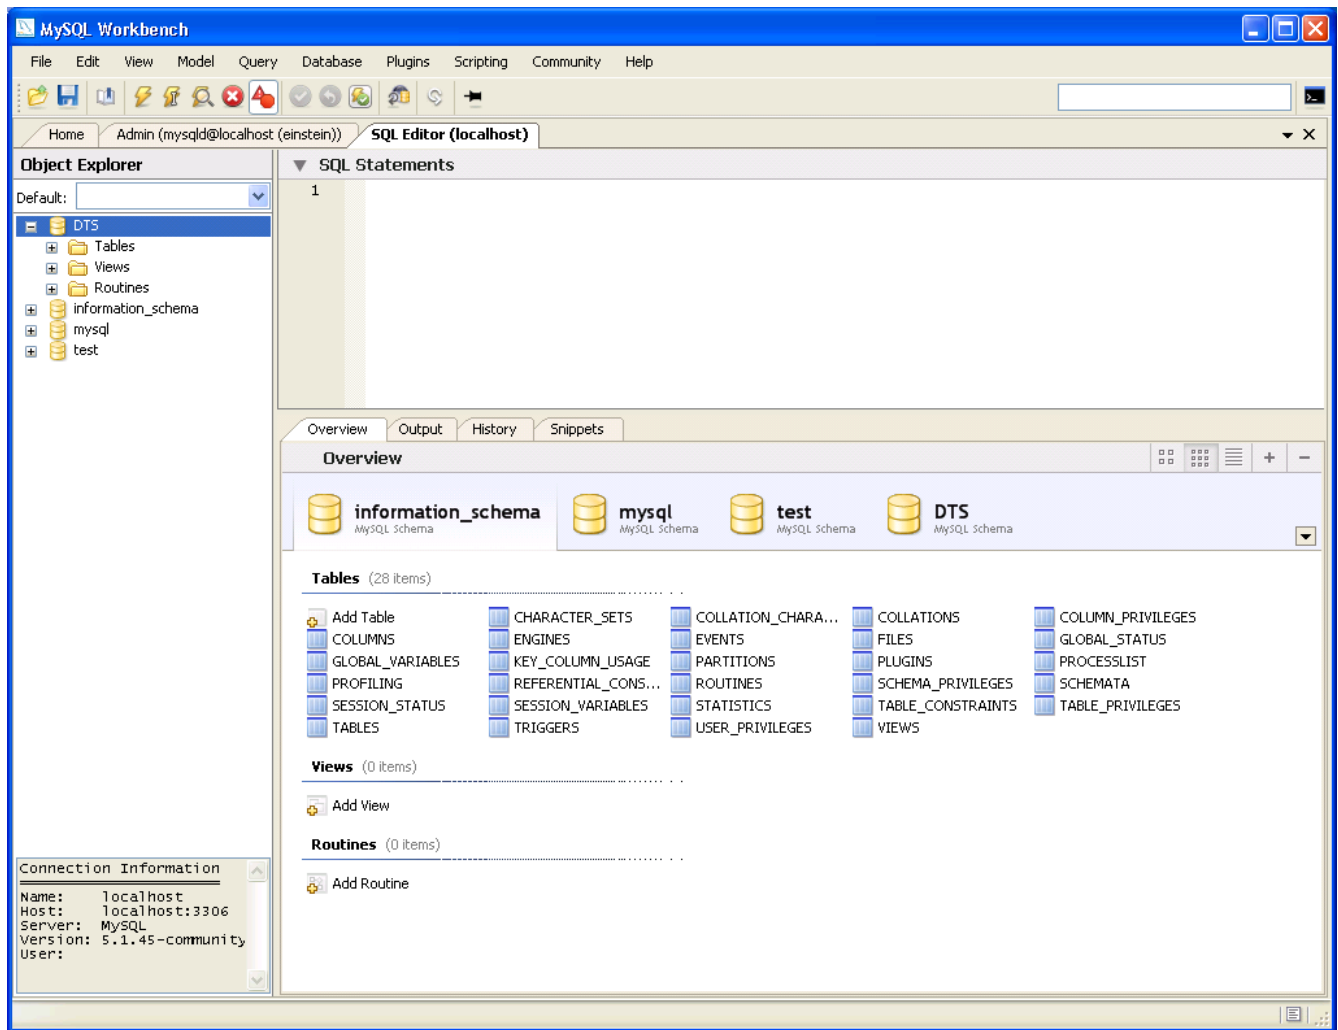 MySQL Workbench
File Edit View Model Query Database Plugins Scripting Community Help
Home Admin (mysqld@localhost (einstein)) SQL Editor (localhost)
Object Explorer
Default:
DTS
Tables
Views
Routines
information_schema
mysql
test
SQL Statements
1
Overview Output History Snippets
Overview
information_schema mysql test DTS
MySQL Schema MySQL Schema MySQL Schema MySQL Schema
Tables (28 items)
Add Table CHARACTER_SETS COLLATION_CHARA... COLLATIONS COLUMN_PRIVILEGES
COLUMNS ENGINES EVENTS FILES GLOBAL_STATUS
GLOBAL_VARIABLES KEY_COLUMN_USAGE PARTITIONS PLUGINS PROCESSLIST
PROFILING REFERENTIAL_CONS... ROUTINES SCHEMA_PRIVILEGES SCHEMATA
SESSION_STATUS SESSION_VARIABLES STATISTICS TABLE_CONSTRAINTS TABLE_PRIVILEGES
TABLES TRIGGERS USER_PRIVILEGES VIEWS
Views (0 items)
Add View
Routines (0 items)
Add Routine
Connection Information
Name: localhost
Host: localhost:3306
Server: MySQL
Version: 5.1.45-community
User: